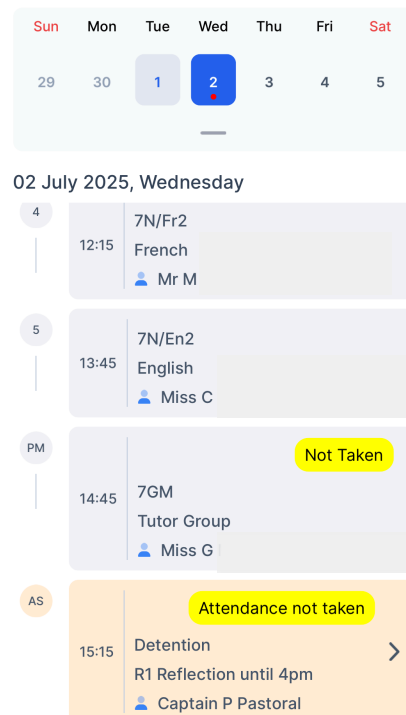 Sun Mon Tue Wed Thu Fri Sat
29 30 1 2 3 4 5
02 July 2025, Wednesday
4
7N/Fr2
12:15
French
Mr M
5
7N/En2
13:45
English
Miss C
PM
Not Taken
7GM
14:45
Tutor Group
Miss G
AS
Attendance not taken
Detention
15:15
R1 Reflection until 4pm
Captain P Pastoral